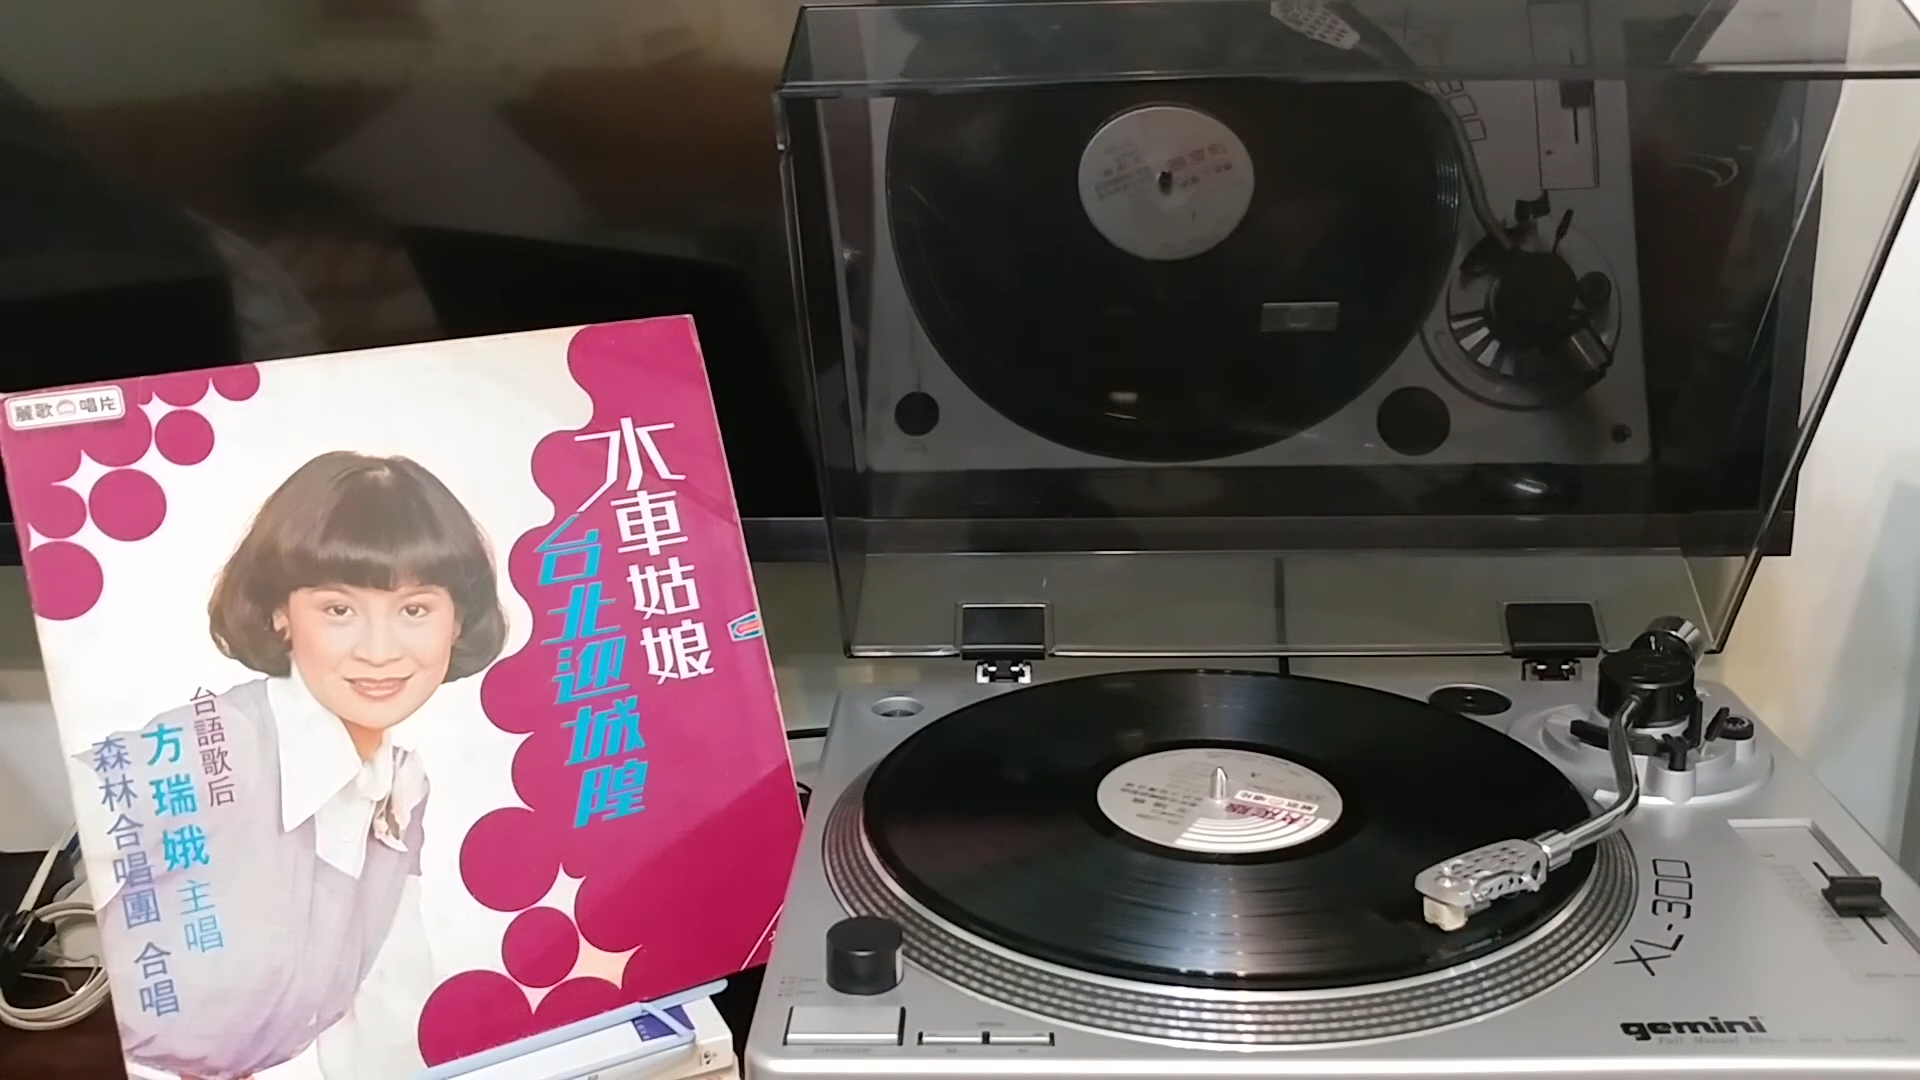 麗歌唱片
水車姑娘
台北迎城隍
台語歌后
方瑞娥主唱
森林合唱團 合唱
XL-300
gemini